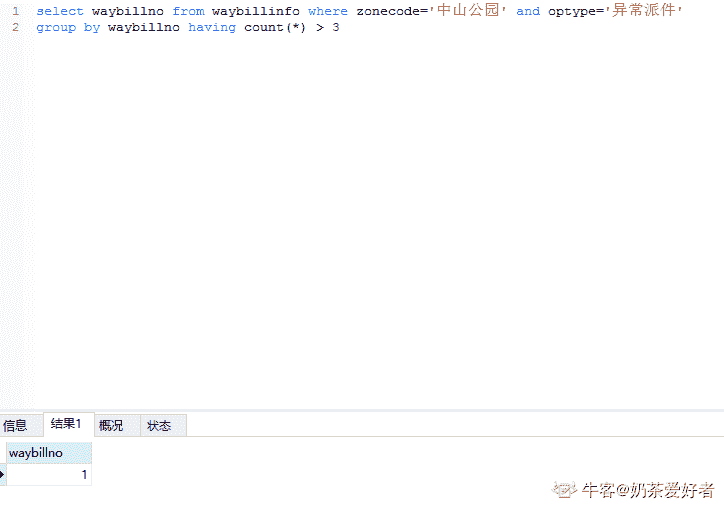 1 select waybillno from waybillinfo where zonecode='中山公园' and optype='异常派件'
2 group by waybillno having count(*) > 3
信息 结果1 概况 状态
waybillno
1
牛客@奶茶爱好者